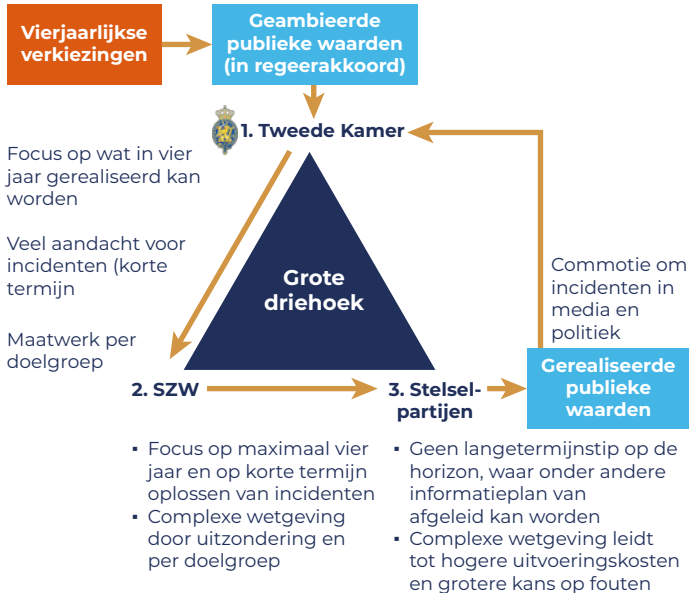 Vierjaarlijkse
verkiezingen
Geambieerde
publieke waarden
(in regeerakkoord)
1. Tweede Kamer
Focus op wat in vier
jaar gerealiseerd kan
worden
Veel aandacht voor
incidenten (korte
termijn
Maatwerk per
doelgroep
Grote
driehoek
Commotie om
incidenten in
media en
politiek
2. SZW
3. Stelsel-
partijen
Gerealiseerde
publieke
waarden
▪ Focus op maximaal vier
jaar en op korte termijn
oplossen van incidenten
▪ Complexe wetgeving
door uitzondering en
per doelgroep
▪ Geen langetermijnstip op de
horizon, waar onder andere
informatieplan van
afgeleid kan worden
▪ Complexe wetgeving leidt
tot hogere uitvoeringskosten
en grotere kans op fouten